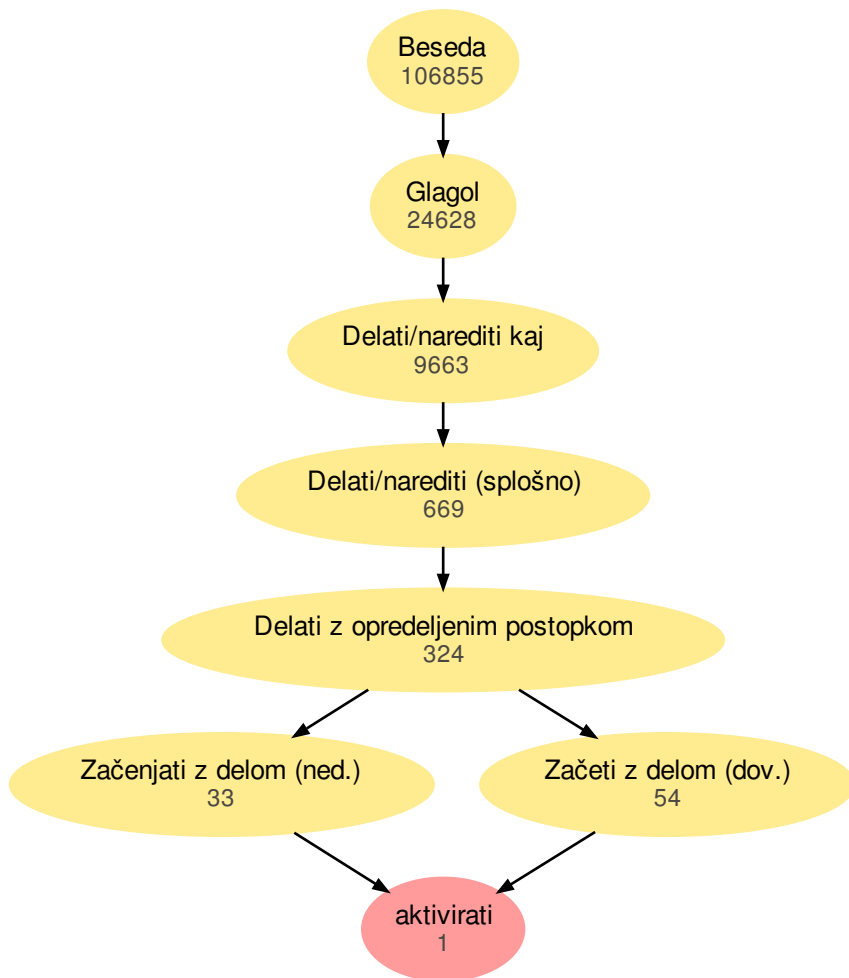 Beseda
106855
Glagol
24628
Delati/narediti kaj
9663
Delati/narediti (splošno)
669
Delati z opredeljenim postopkom
324
Začenjati z delom (ned.)
33
Začeti z delom (dov.)
54
aktivirati
1